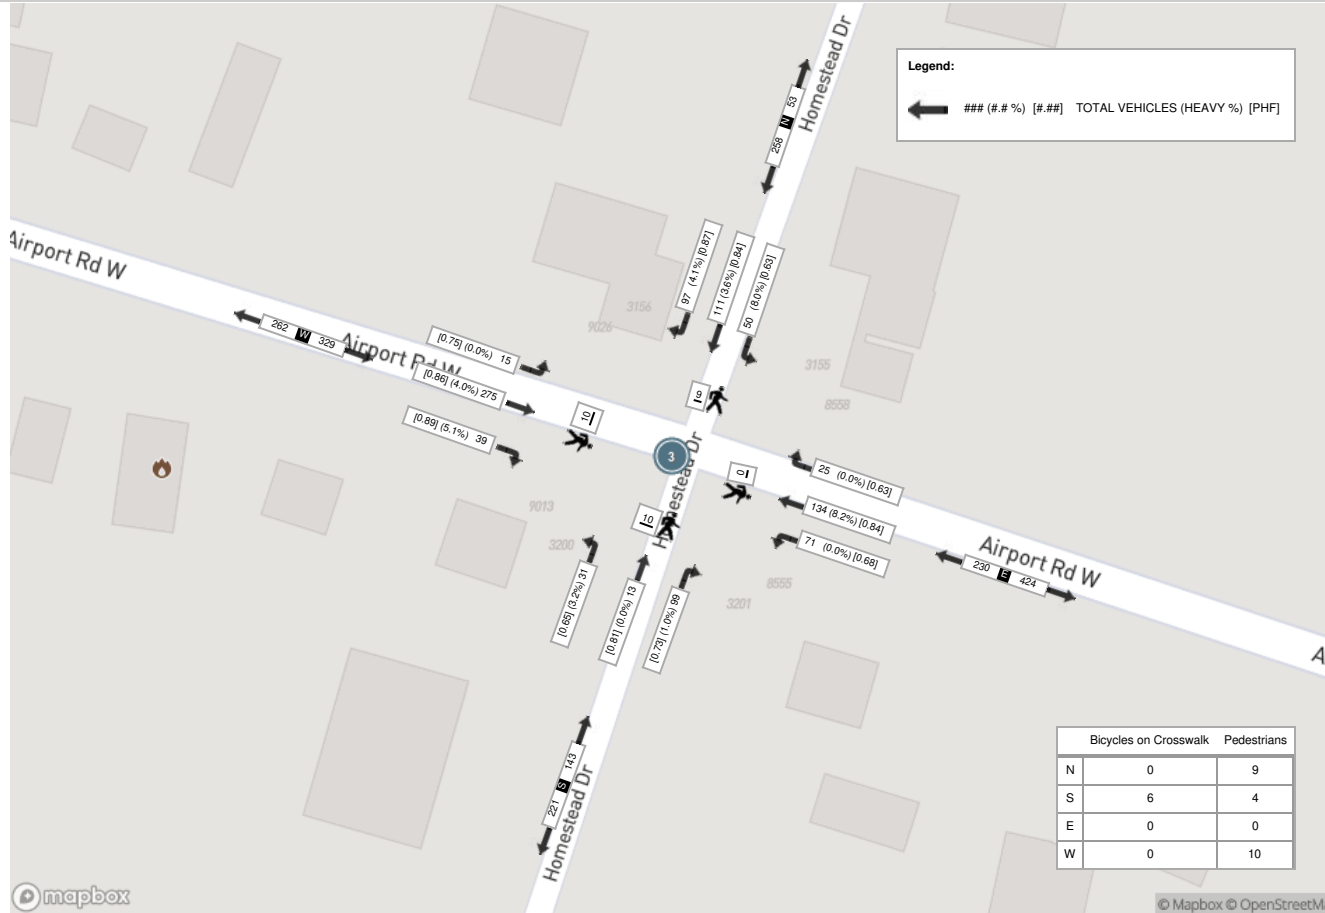 Homestead Dr
Legend:
### (#.# %) [#.##] TOTAL VEHICLES (HEAVY %) [PHF]
258 N 53
Airport Rd W
97 (4.1%) [0.87]
111 (3.6%) [0.84]
50 (8.0%) [0.63]
262 W 329
Airport Rd W
3156
9026
[0.75] (0.0%) 15
[0.86] (4.0%) 275
[0.89] (5.1%) 39
3155
8558
9
10
3
Homestead Dr
0
10
25 (0.0%) [0.63]
134 (8.2%) [0.84]
71 (0.0%) [0.68]
9013
3200
[0.65] (3.2%) 31
[0.81] (0.0%) 13
[0.73] (1.0%) 99
8555
3201
Airport Rd W
230 E 424
A
221 S 143
Homestead Dr
Bicycles on Crosswalk Pedestrians
N 0 9
S 6 4
E 0 0
W 0 10
mapbox
© Mapbox © OpenStreetM